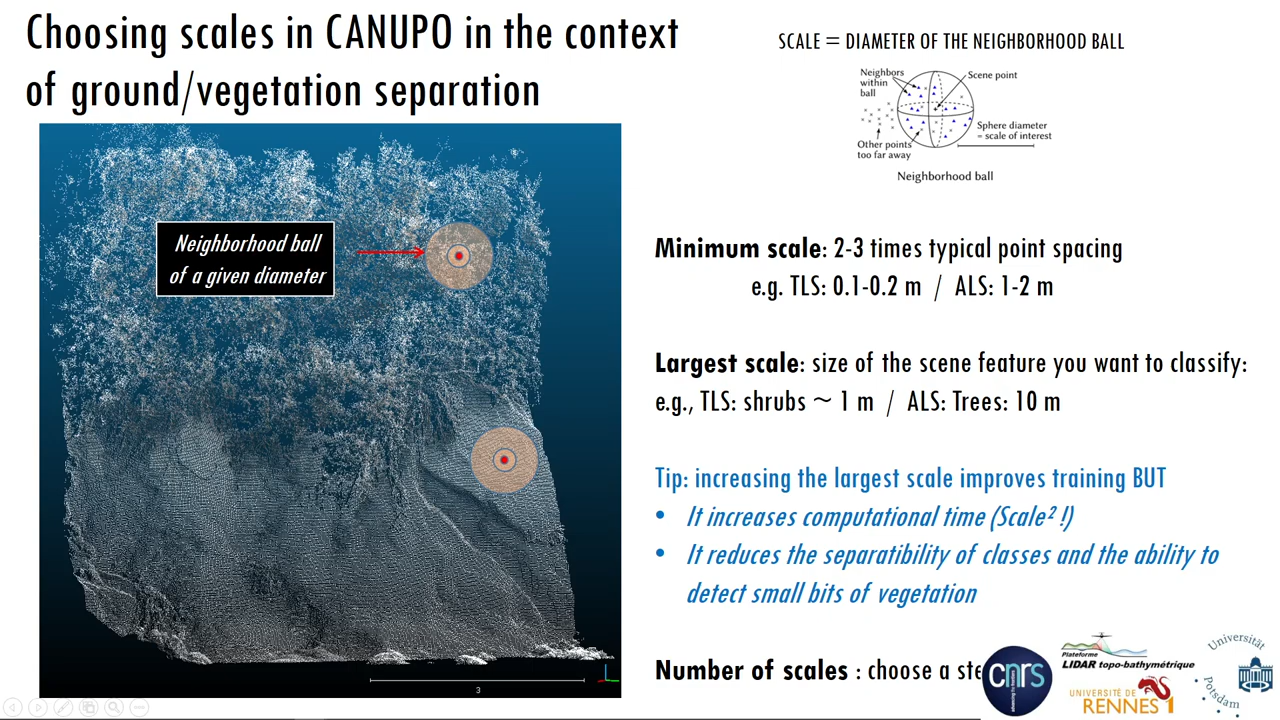 Choosing scales in CANUPO in the context
of ground/vegetation separation
SCALE = DIAMETER OF THE NEIGHBORHOOD BALL
Neighbors
within
ball
Scene point
Sphere diameter
= scale of interest
Other points
too far away
Neighborhood ball
Neighborhood ball
of a given diameter
3
Minimum scale: 2-3 times typical point spacing
e.g. TLS: 0.1-0.2 m / ALS: 1-2 m
Largest scale: size of the scene feature you want to classify:
e.g., TLS: shrubs ~ 1 m / ALS: Trees: 10 m
Tip: increasing the largest scale improves training BUT
• It increases computational time (Scale² !)
• It reduces the separatibility of classes and the ability to
detect small bits of vegetation
Number of scales : choose a ste
cnrs
Plateforme
LIDAR topo-bathymétrique
UNIVERSITÉ DE
RENNES 1
Universität
Potsdam